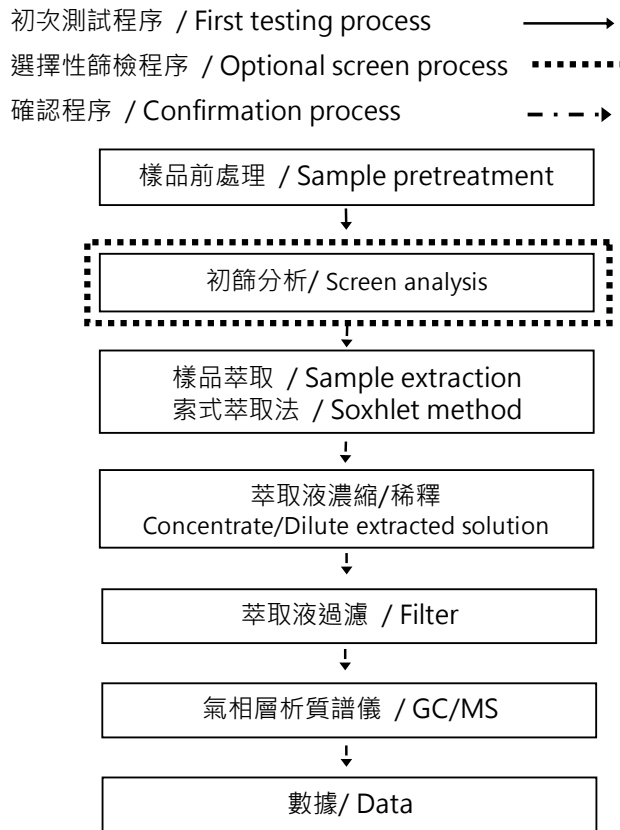 初次測試程序 / First testing process
選擇性篩檢程序 / Optional screen process
確認程序 / Confirmation process
樣品前處理 / Sample pretreatment
初篩分析/ Screen analysis
樣品萃取 / Sample extraction
索式萃取法 / Soxhlet method
萃取液濃縮/稀釋
Concentrate/Dilute extracted solution
萃取液過濾 / Filter
氣相層析質譜儀 / GC/MS
數據/ Data